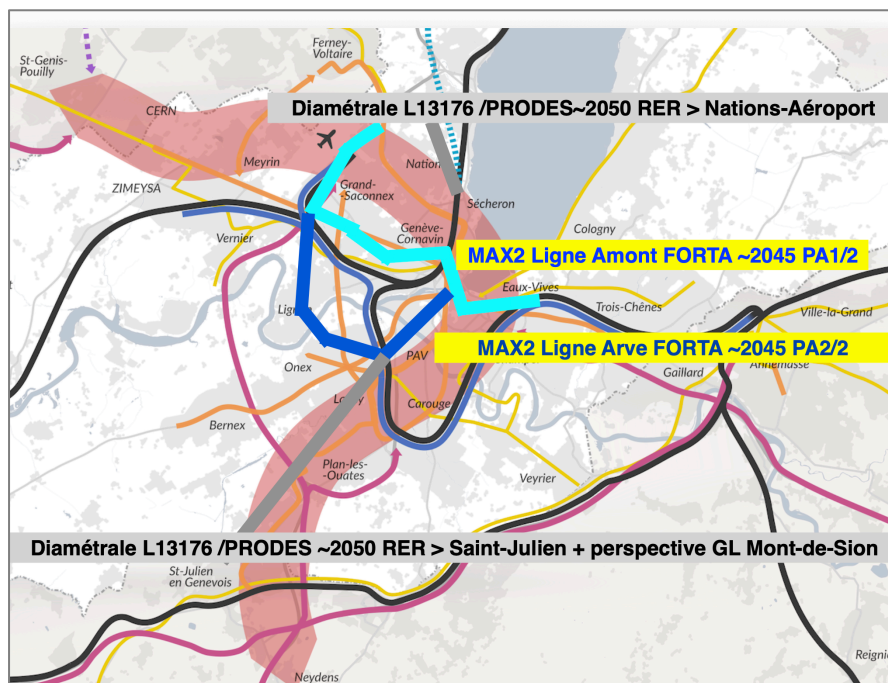 Ferney-
Voltaire
St-Genis-
Pouilly
CERN
Diamétrale L13176 /PRODES~2050 RER > Nations-Aéroport
Meyrin
Nation
ZIMEYSA
Grand-
Saconnex
Sécheron
Vernier
Genève-
Cornavin
Cologny
MAX2 Ligne Amont FORTA ~2045 PA1/2
Eaux-Vives
Trois-Chênes
Ville-la-Grand
Lign
MAX2 Ligne Arve FORTA ~2045 PA2/2
PAV
Onex
Annemasse
Gaillard
Carouge
Bernex
Plan-les-
Ouates
Veyrier
Diamétrale L13176 /PRODES ~2050 RER > Saint-Julien + perspective GL Mont-de-Sion
St-Julien
en Genevois
Reignie
Neydens